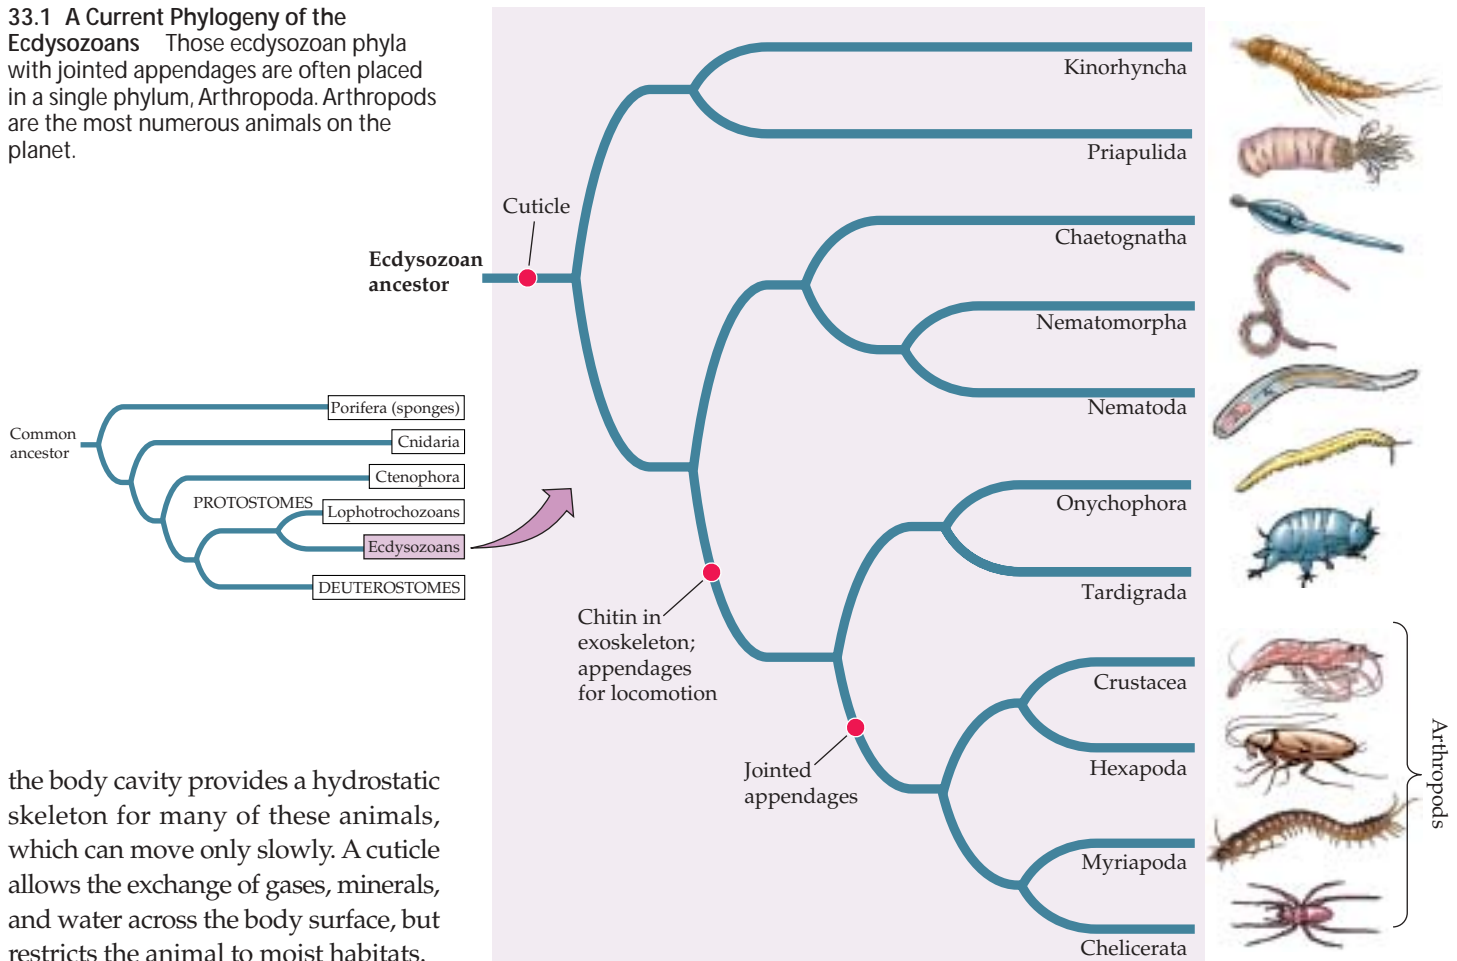 33.1 A Current Phylogeny of the
Ecdysozoans Those ecdysozoan phyla
with jointed appendages are often placed
in a single phylum, Arthropoda. Arthropods
are the most numerous animals on the
planet.
Kinorhyncha
Priapulida
Cuticle
Chaetognatha
Ecdysozoan
ancestor
Nematomorpha
Nematoda
Common
ancestor
Porifera (sponges)
Cnidaria
Ctenophora
PROTOSTOMES
Lophotrochozoans
Ecdysozoans
DEUTEROSTOMES
Onychophora
Tardigrada
Chitin in
exoskeleton;
appendages
for locomotion
Crustacea
Jointed
appendages
Hexapoda
Myriapoda
Chelicerata
Arthropods
the body cavity provides a hydrostatic
skeleton for many of these animals,
which can move only slowly. A cuticle
allows the exchange of gases, minerals,
and water across the body surface, but
restricts the animal to moist habitats.